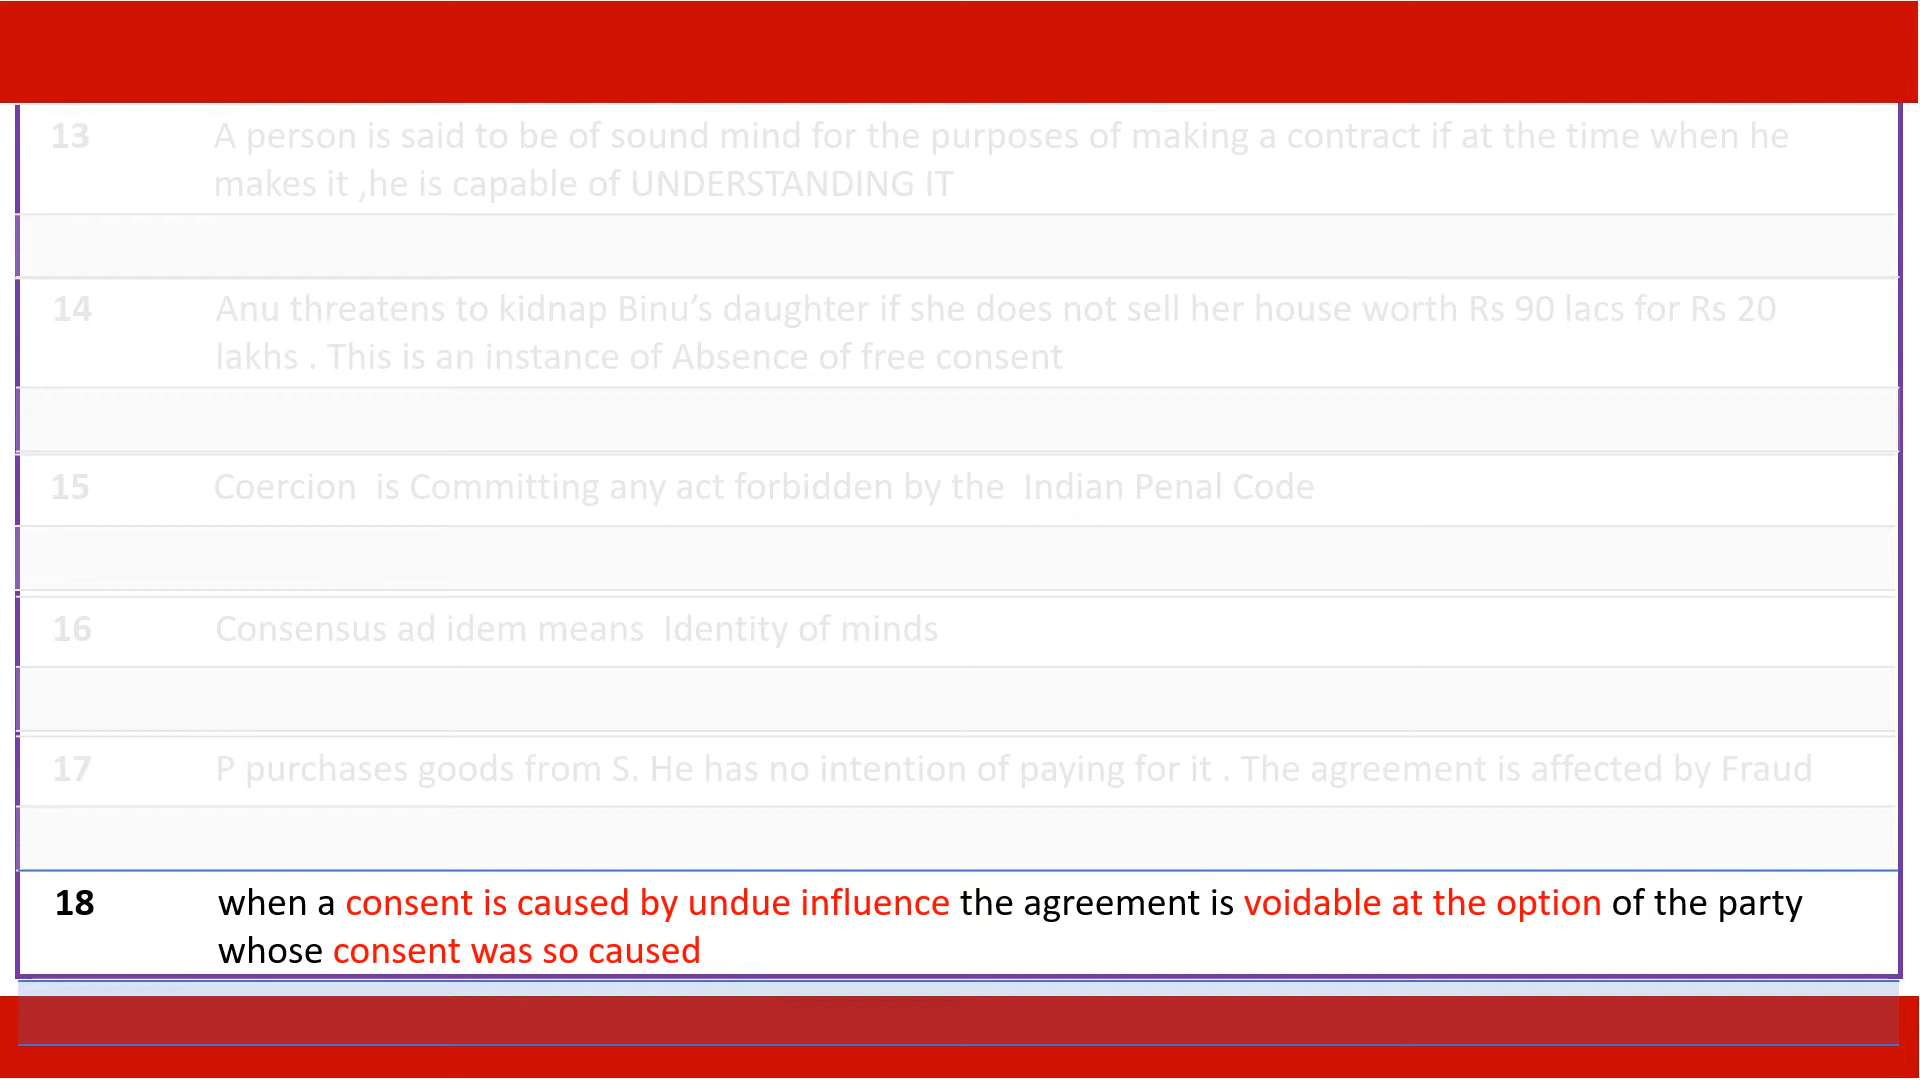 13 A person is said to be of sound mind for the purposes of making a contract if at the time when he
makes it ,he is capable of UNDERSTANDING IT
14 Anu threatens to kidnap Binu’s daughter if she does not sell her house worth Rs 90 lacs for Rs 20
lakhs . This is an instance of Absence of free consent
15 Coercion is Committing any act forbidden by the Indian Penal Code
16 Consensus ad idem means Identity of minds
17 P purchases goods from S. He has no intention of paying for it . The agreement is affected by Fraud
18 when a consent is caused by undue influence the agreement is voidable at the option of the party
whose consent was so caused